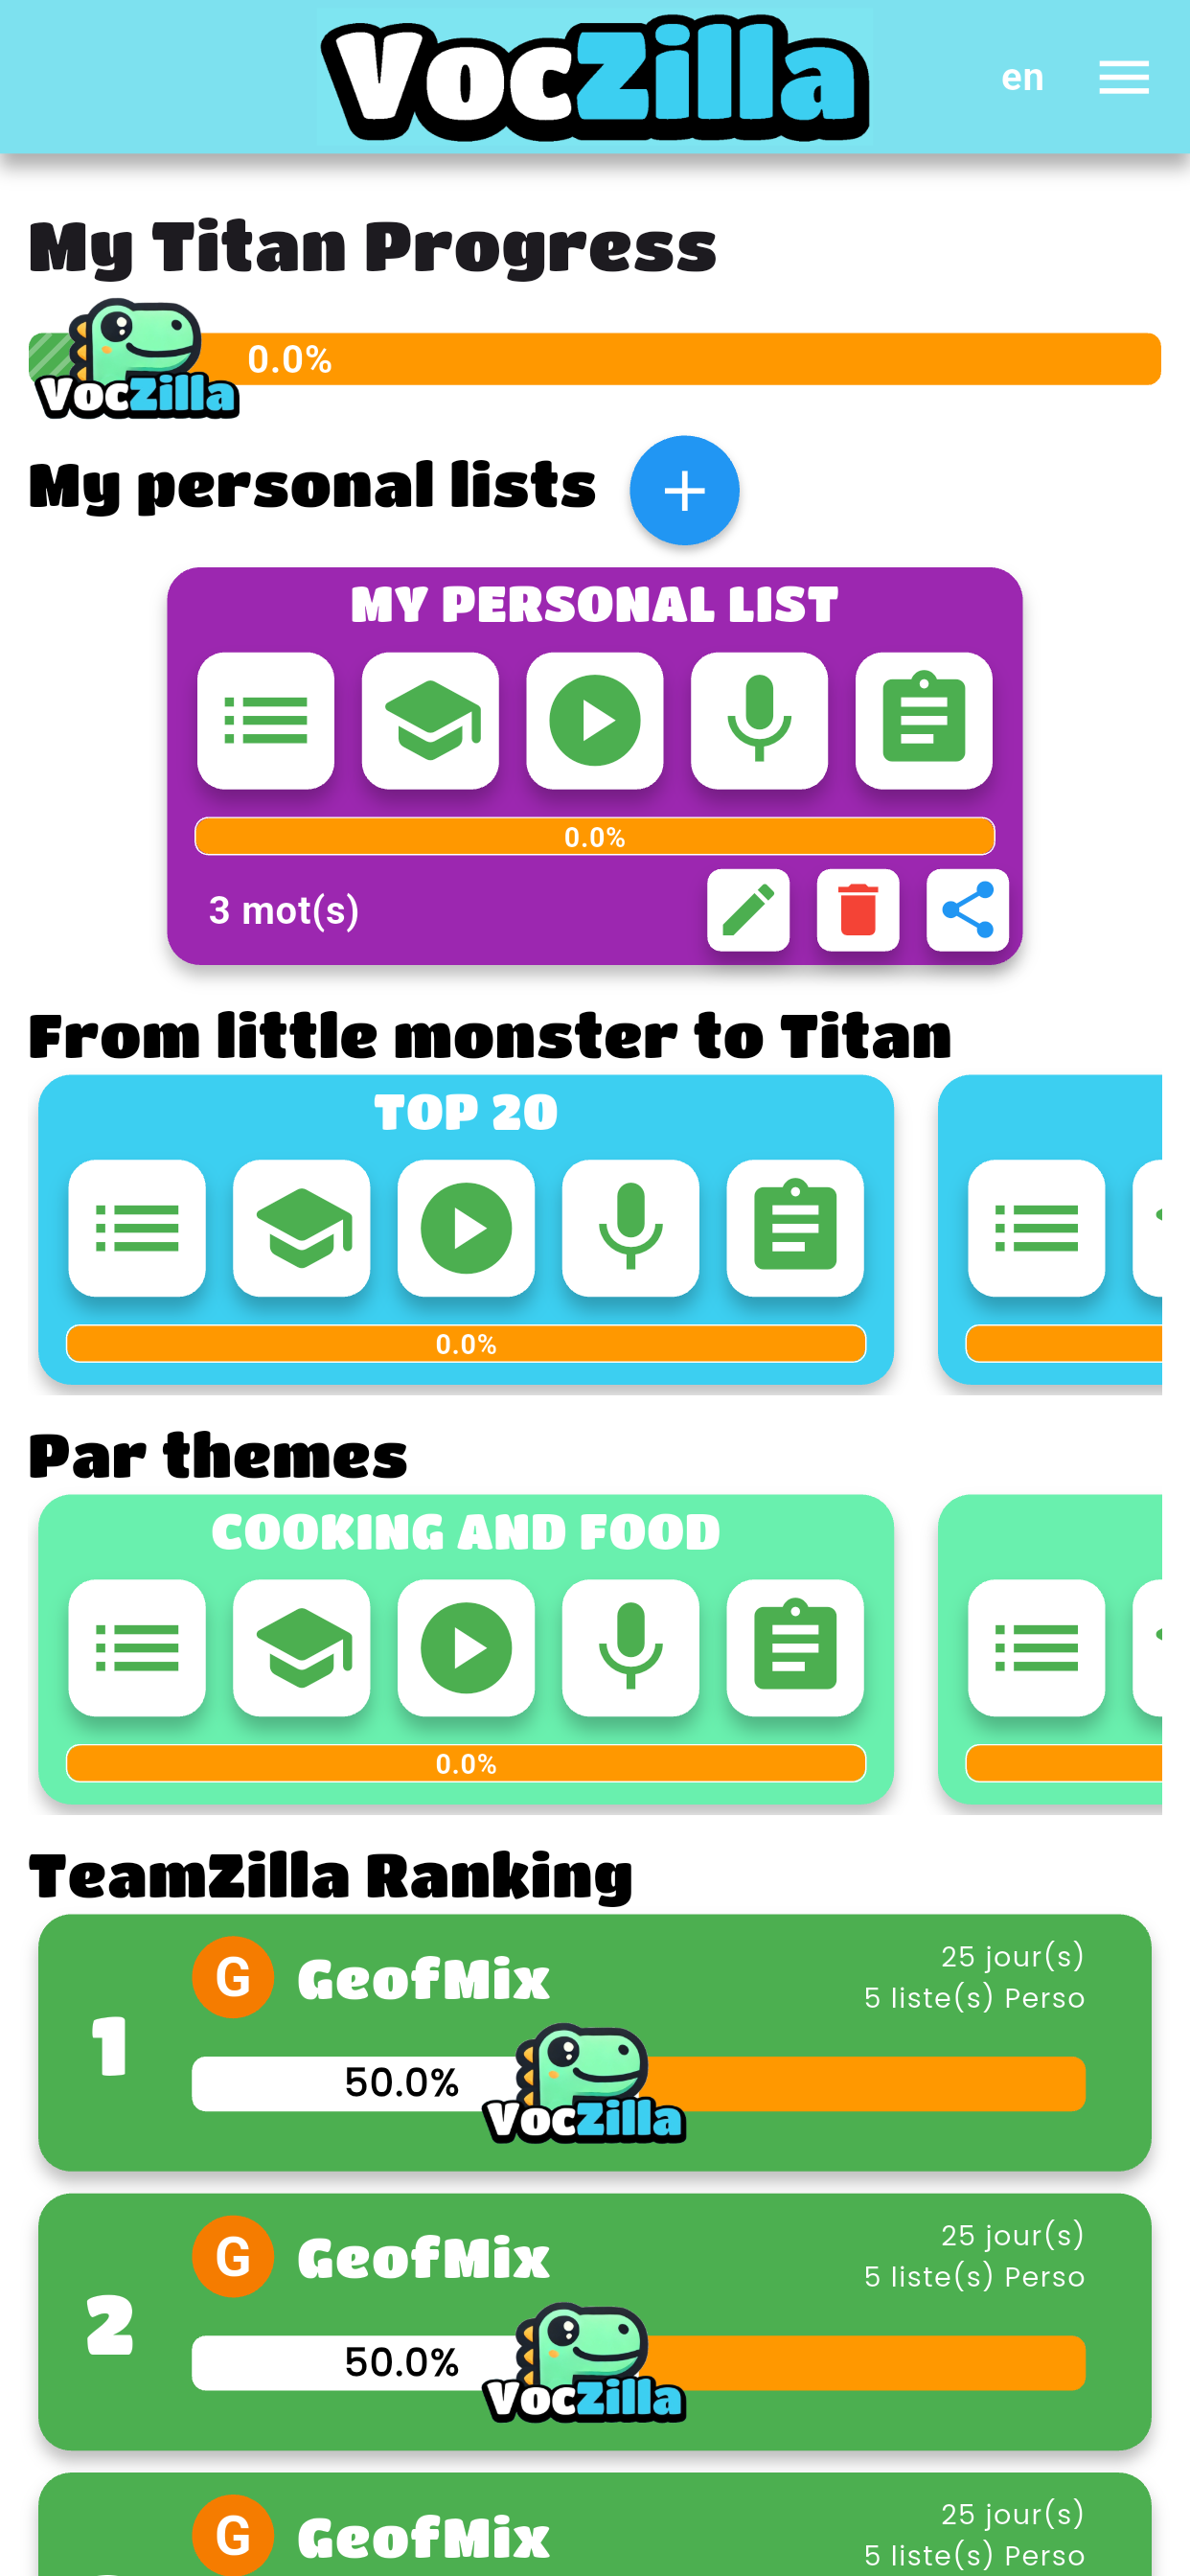 VocZilla
en
My Titan Progress
0.0%
VocZilla
My personal lists
MY PERSONAL LIST
0.0%
3 mot(s)
From little monster to Titan
TOP 20
0.0%
Par themes
COOKING AND FOOD
0.0%
TeamZilla Ranking
1
G GeofMix
25 jour(s)
5 liste(s) Perso
50.0%
VocZilla
2
G GeofMix
25 jour(s)
5 liste(s) Perso
50.0%
VocZilla
G GeofMix
25 jour(s)
5 liste(s) Perso